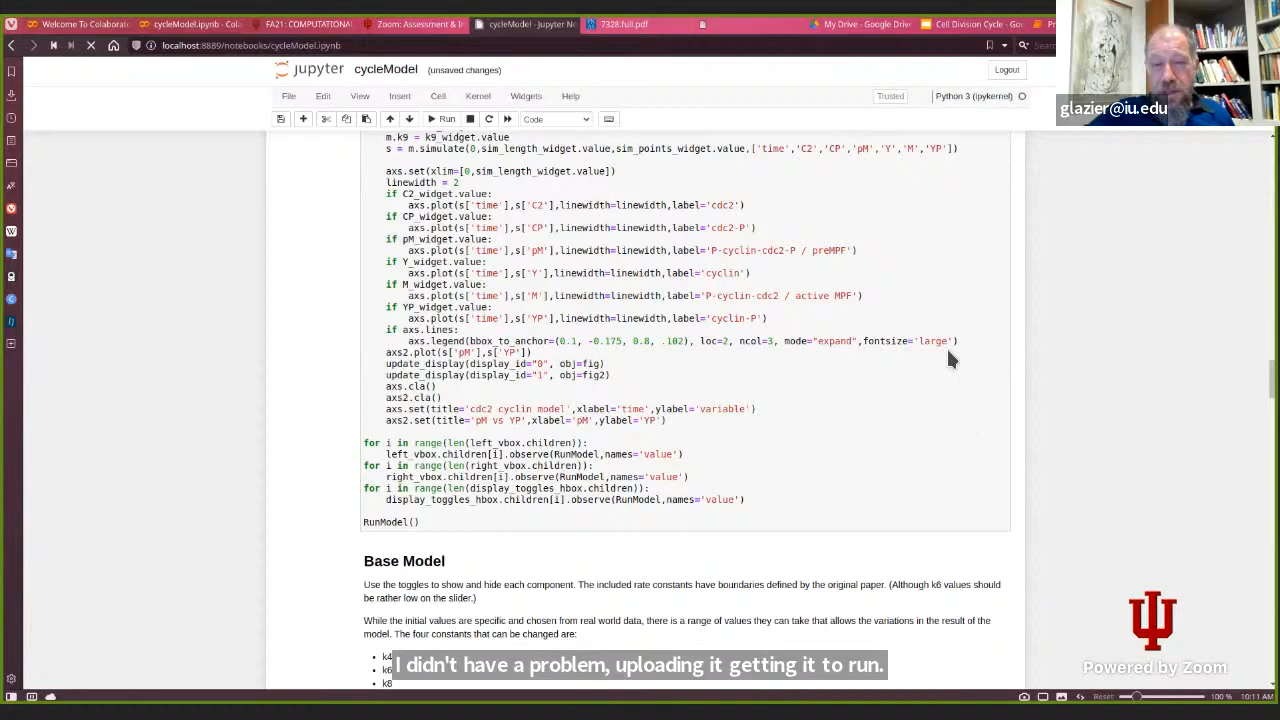 Welcome To Colaborato
cycleModel.ipynb - Cola
FA21: COMPUTATIONAL
Zoom: Assessment & In
cycleModel - Jupyter No
7328.full.pdf
My Drive - Google Drive
Cell Division Cycle - Goo
localhost:8889/notebooks/cycleModel.ipynb
jupyter cycleModel (unsaved changes)
Logout
glazier@iu.edu
File Edit View Insert Cell Kernel Widgets Help
Trusted
Python 3 (ipykernel)
Run
Code
m.k9 = k9_widget.value
s = m.simulate(0,sim_length_widget.value,sim_points_widget.value,['time','C2','CP','pM','Y','M','YP'])
axs.set(xlim=[0,sim_length_widget.value])
linewidth = 2
if C2_widget.value:
axs.plot(s['time'],s['C2'],linewidth=linewidth,label='cdc2')
if CP_widget.value:
axs.plot(s['time'],s['CP'],linewidth=linewidth,label='cdc2-P')
if pM_widget.value:
axs.plot(s['time'],s['pM'],linewidth=linewidth,label='P-cyclin-cdc2-P / preMPF')
if Y_widget.value:
axs.plot(s['time'],s['Y'],linewidth=linewidth,label='cyclin')
if M_widget.value:
axs.plot(s['time'],s['M'],linewidth=linewidth,label='P-cyclin-cdc2 / active MPF')
if YP_widget.value:
axs.plot(s['time'],s['YP'],linewidth=linewidth,label='cyclin-P')
if axs.lines:
axs.legend(bbox_to_anchor=(0.1, -0.175, 0.8, .102), loc=2, ncol=3, mode="expand",fontsize='large')
axs2.plot(s['pM'],s['YP'])
update_display(display_id="0", obj=fig)
update_display(display_id="1", obj=fig2)
axs.cla()
axs2.cla()
axs.set(title='cdc2 cyclin model',xlabel='time',ylabel='variable')
axs2.set(title='pM vs YP',xlabel='pM',ylabel='YP')
for i in range(len(left_vbox.children)):
left_vbox.children[i].observe(RunModel,names='value')
for i in range(len(right_vbox.children)):
right_vbox.children[i].observe(RunModel,names='value')
for i in range(len(display_toggles_hbox.children)):
display_toggles_hbox.children[i].observe(RunModel,names='value')
RunModel()
Base Model
Use the toggles to show and hide each component. The included rate constants have boundaries defined by the original paper. (Although k6 values should
be rather low on the slider.)
While the initial values are specific and chosen from real world data, there is a range of values they can take that allows the variations in the result of the
model. The four constants that can be changed are:
k4
k6
k8
I didn't have a problem, uploading it getting it to run.
Powered by Zoom
Reset
100 %
10:11 AM